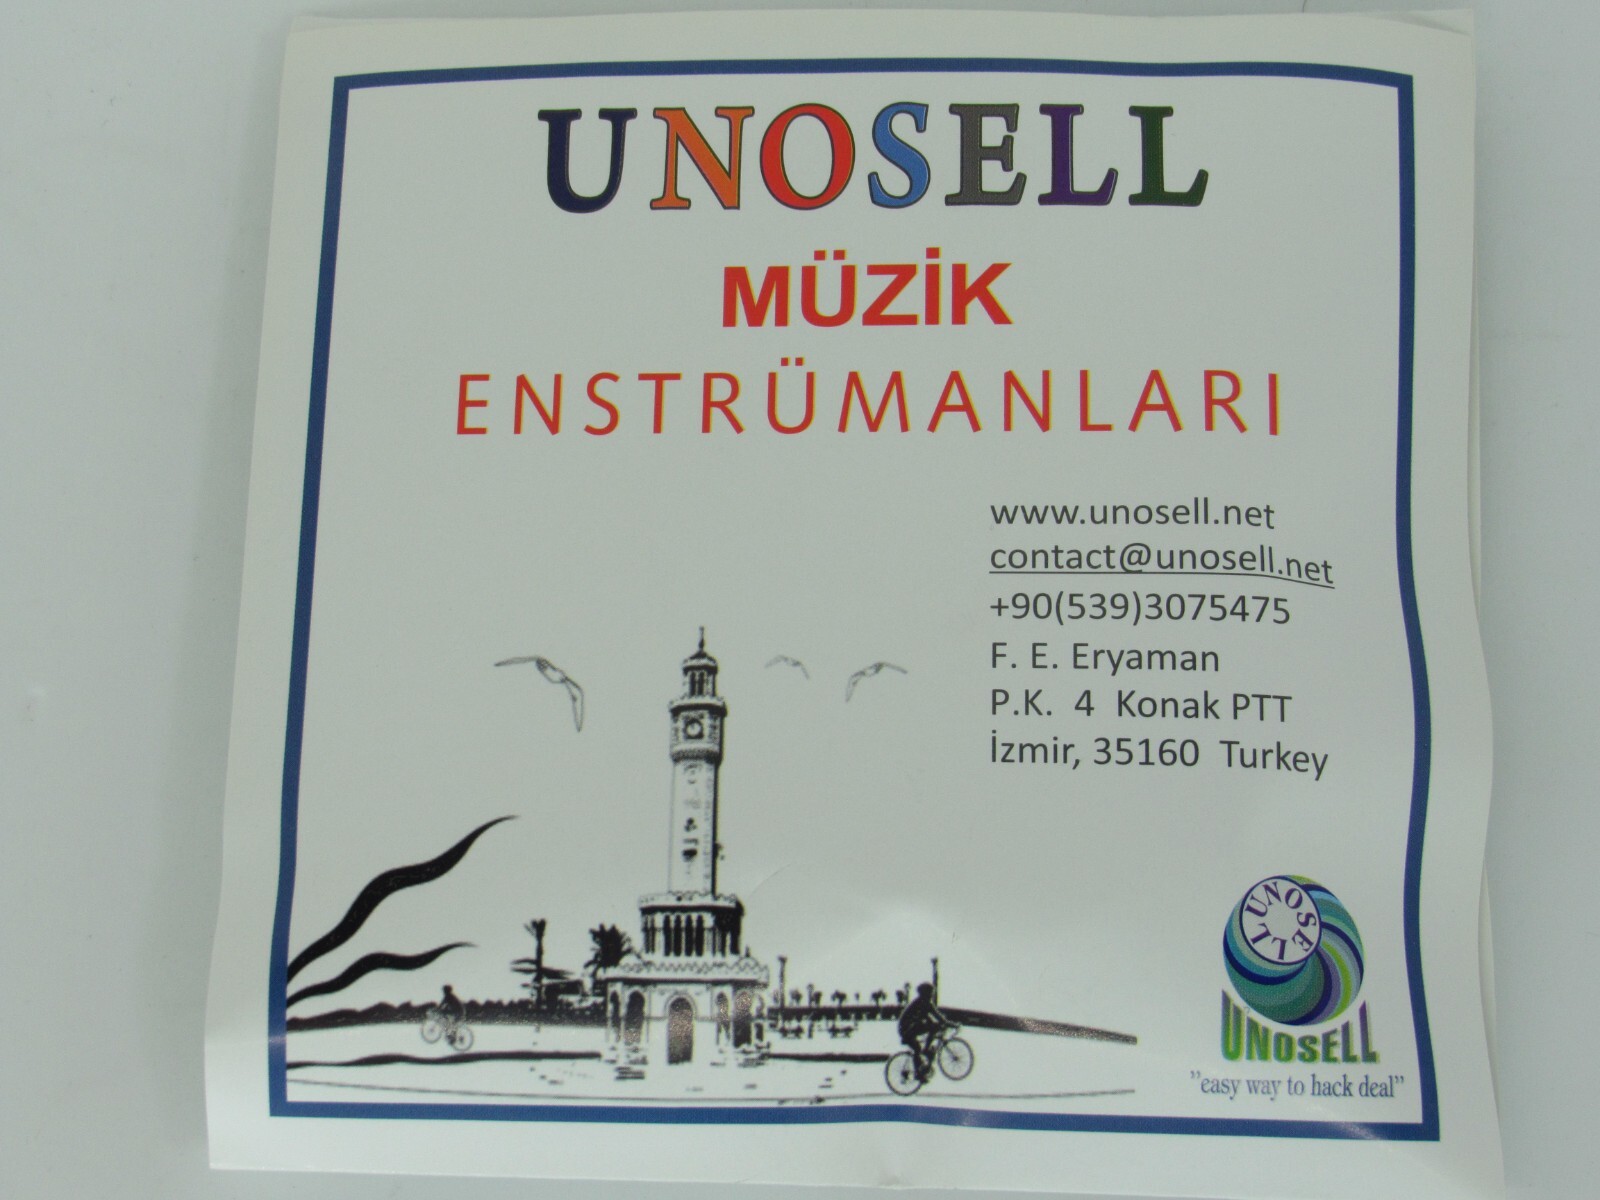 UNOSELL
MÜZİK
ENSTRÜMANLARI
www.unosell.net
contact@unosell.net
+90(539)3075475
F. E. Eryaman
P.K. 4 Konak PTT
İzmir, 35160 Turkey
UNOSELL
UNOSELL
"easy way to hack deal"